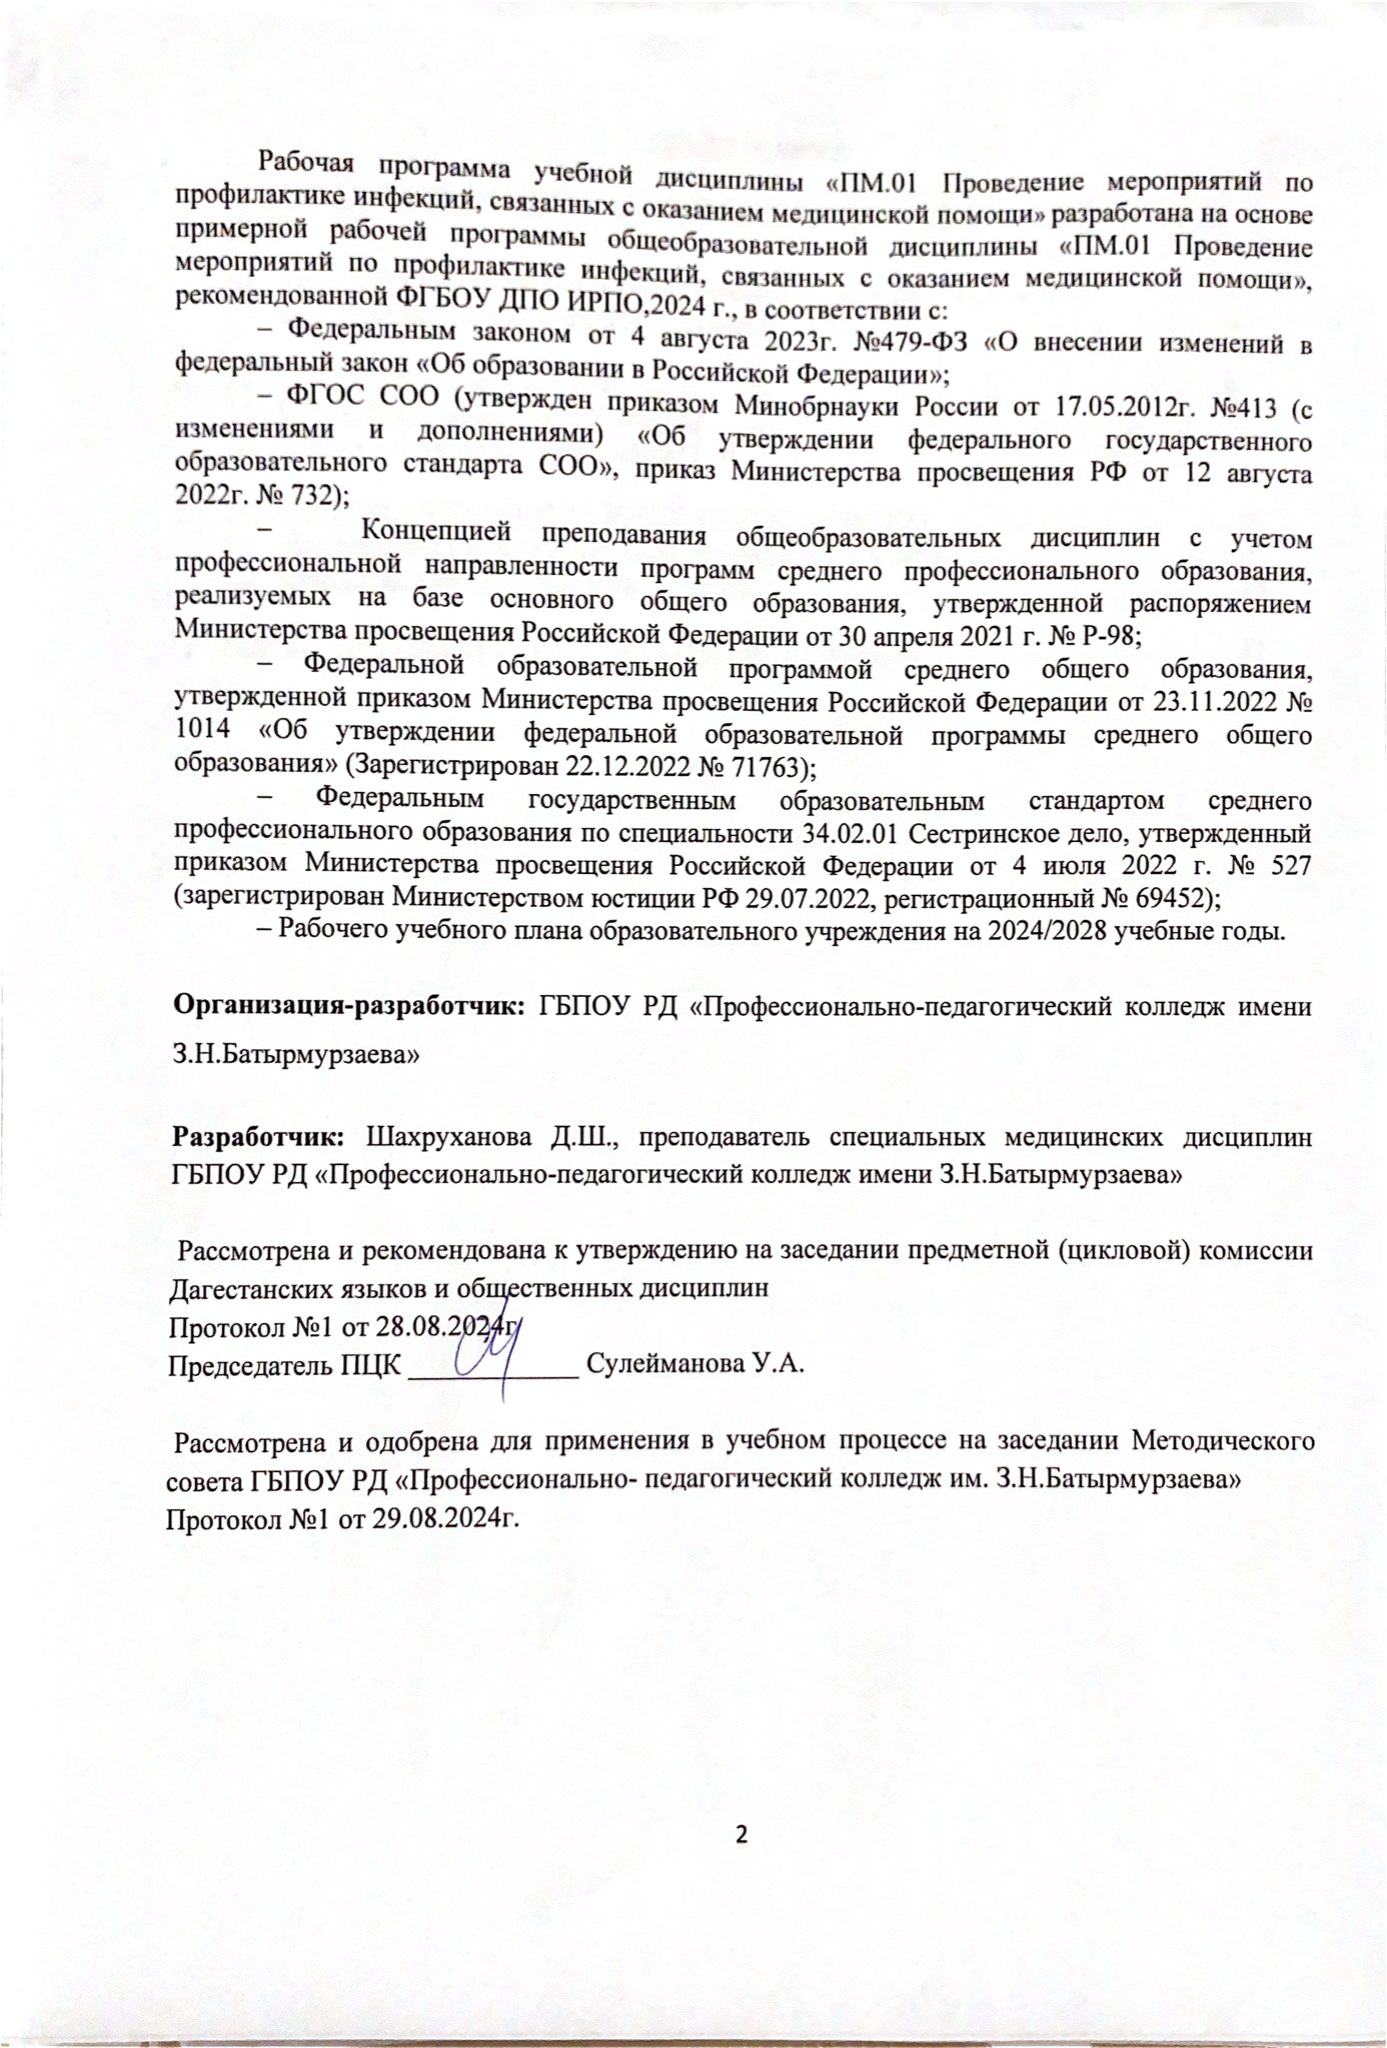 Рабочая программа учебной дисциплины «ПМ.01 Проведение мероприятий по
профилактике инфекций, связанных с оказанием медицинской помощи» разработана на основе
примерной рабочей программы общеобразовательной дисциплины «ПМ.01 Проведение
мероприятий по профилактике инфекций, связанных с оказанием медицинской помощи»,
рекомендованной ФГБОУ ДПО ИРПО,2024 г., в соответствии с:
– Федеральным законом от 4 августа 2023г. №479-ФЗ «О внесении изменений в
федеральный закон «Об образовании в Российской Федерации»;
– ФГОС СОО (утвержден приказом Минобрнауки России от 17.05.2012г. №413 (с
изменениями и дополнениями) «Об утверждении федерального государственного
образовательного стандарта СОО», приказ Министерства просвещения РФ от 12 августа
2022г. № 732);
– Концепцией преподавания общеобразовательных дисциплин с учетом
профессиональной направленности программ среднего профессионального образования,
реализуемых на базе основного общего образования, утвержденной распоряжением
Министерства просвещения Российской Федерации от 30 апреля 2021 г. № Р-98;
– Федеральной образовательной программой среднего общего образования,
утвержденной приказом Министерства просвещения Российской Федерации от 23.11.2022 №
1014 «Об утверждении федеральной образовательной программы среднего общего
образования» (Зарегистрирован 22.12.2022 № 71763);
– Федеральным государственным образовательным стандартом среднего
профессионального образования по специальности 34.02.01 Сестринское дело, утвержденный
приказом Министерства просвещения Российской Федерации от 4 июля 2022 г. № 527
(зарегистрирован Министерством юстиции РФ 29.07.2022, регистрационный № 69452);
– Рабочего учебного плана образовательного учреждения на 2024/2028 учебные годы.
Организация-разработчик: ГБПОУ РД «Профессионально-педагогический колледж имени
З.Н.Батырмурзаева»
Разработчик: Шахруханова Д.Ш., преподаватель специальных медицинских дисциплин
ГБПОУ РД «Профессионально-педагогический колледж имени З.Н.Батырмурзаева»
Рассмотрена и рекомендована к утверждению на заседании предметной (цикловой) комиссии
Дагестанских языков и общественных дисциплин
Протокол №1 от 28.08.2024г
Председатель ПЦК ____________ Сулейманова У.А.
Рассмотрена и одобрена для применения в учебном процессе на заседании Методического
совета ГБПОУ РД «Профессионально- педагогический колледж им. З.Н.Батырмурзаева»
Протокол №1 от 29.08.2024г.
2